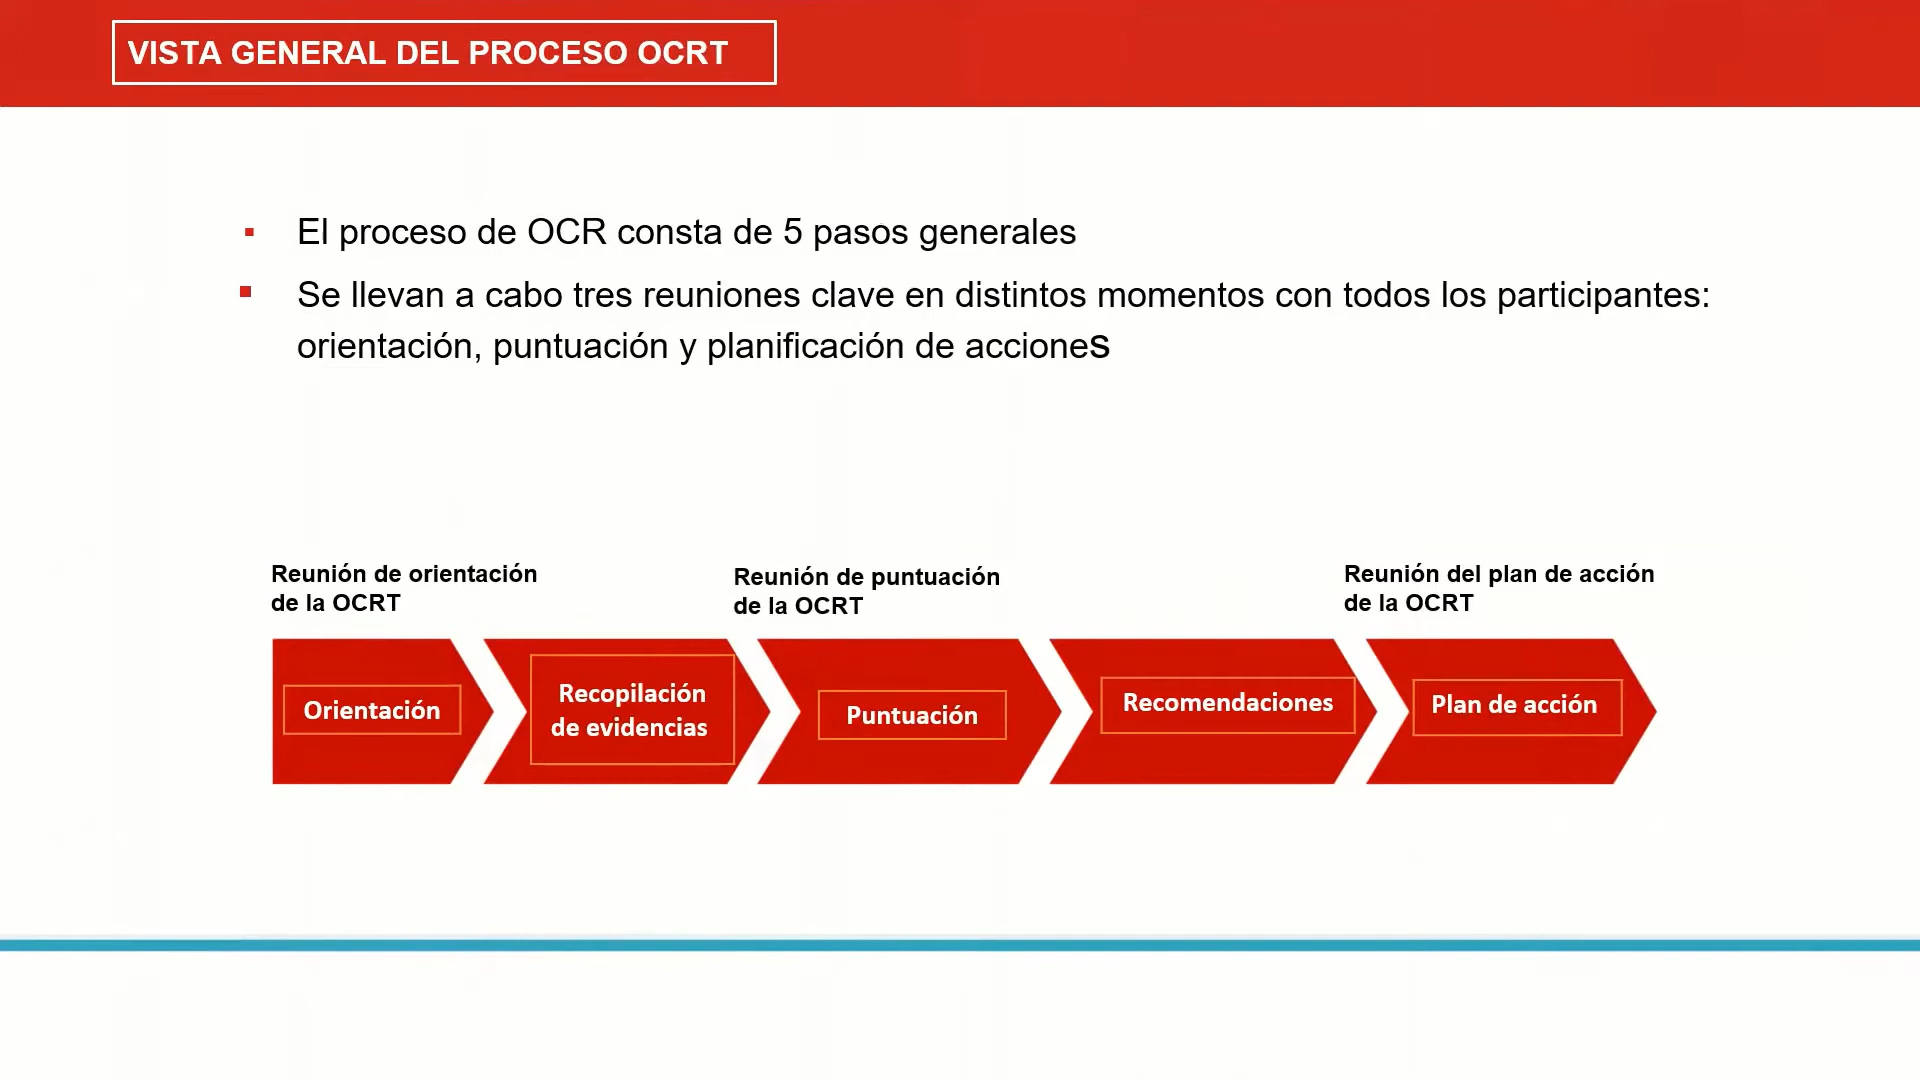 VISTA GENERAL DEL PROCESO OCRT
▪ El proceso de OCR consta de 5 pasos generales
▪ Se llevan a cabo tres reuniones clave en distintos momentos con todos los participantes:
orientación, puntuación y planificación de acciones
Reunión de orientación
de la OCRT
Reunión de puntuación
de la OCRT
Reunión del plan de acción
de la OCRT
Orientación
Recopilación
de evidencias
Puntuación
Recomendaciones
Plan de acción